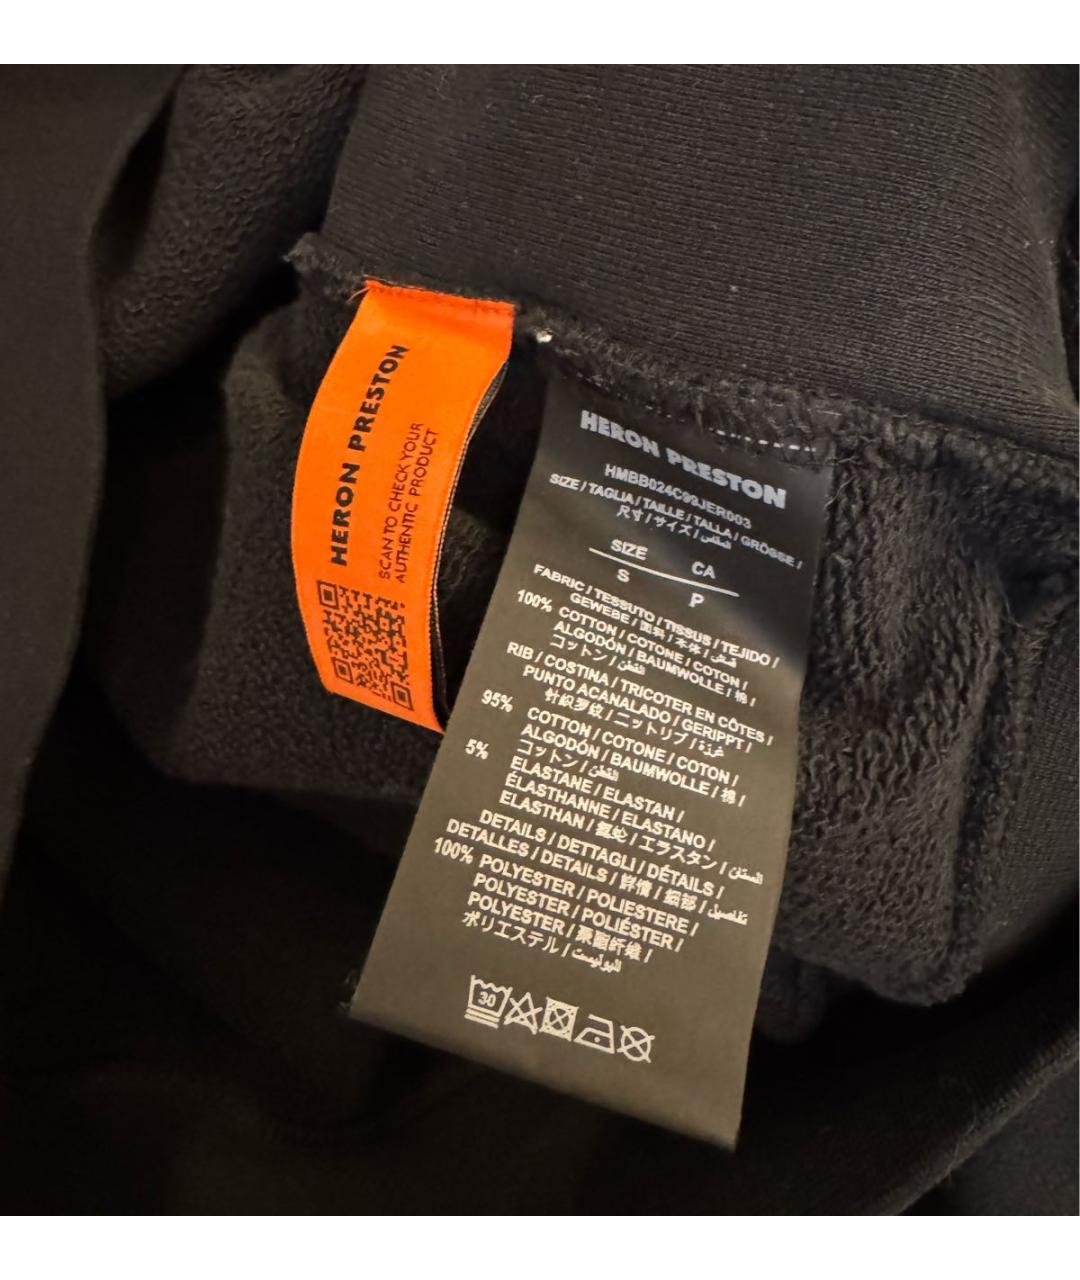 HERON PRESTON
SCAN TO CHECK YOUR
AUTHENTIC PRODUCT
HERON PRESTON
HMBB024C99JER003
SIZE / TAGLIA / TAILLE / TALLA / GRÖSSE /
尺寸 / サイズ / المقاس
SIZE CA
S P
FABRIC / TESSUTO / TISSUS / TEJIDO /
GEWEBE / 面料 / 本体 / قماش
100% COTTON / COTONE / COTON /
ALGODÓN / BAUMWOLLE / 棉 /
コットン / القطن
RIB / COSTINA / TRICOTER EN CÔTES /
PUNTO ACANALADO / GERIPPT /
针织罗纹 / ニットリブ / غرزة
95% COTTON / COTONE / COTON /
ALGODÓN / BAUMWOLLE / 棉 /
コットン / القطن
5% ELASTANE / ELASTAN /
ÉLASTHANNE / ELASTANO /
ELASTHAN / 氨纶 / エラスタン /
DETAILS / DETTAGLI / DÉTAILS /
DETALLES / DETAILS / 詳情 / 細部 / تفاصيل
100% POLYESTER / POLIESTERE /
POLYESTER / POLIÉSTER /
POLYESTER / 聚酯纤维 /
ポリエステル / البوليستر
30